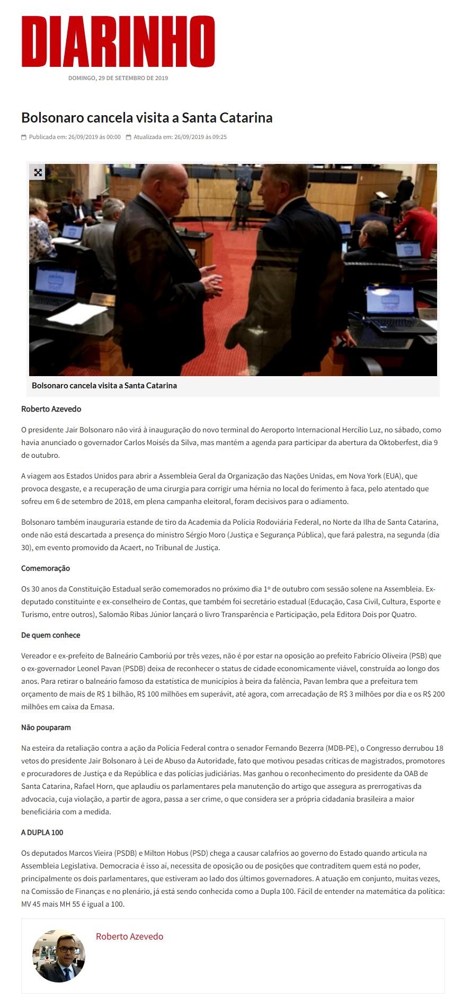 DIARINHO
DOMINGO, 29 DE SETEMBRO DE 2019
Bolsonaro cancela visita a Santa Catarina
Publicada em: 26/09/2019 ás 00:00 Atualizada em: 26/09/2019 ás 09:25
Bolsonaro cancela visita a Santa Catarina
Roberto Azevedo
O presidente Jair Bolsonaro não virá à inauguração do novo terminal do Aeroporto Internacional Hercílio Luz, no sábado, como
havia anunciado o governador Carlos Moisés da Silva, mas mantém a agenda para participar da abertura da Oktoberfest, dia 9
de outubro.
A viagem aos Estados Unidos para abrir a Assembleia Geral da Organização das Nações Unidas, em Nova York (EUA), que
provoca desgaste, e a recuperação de uma cirurgia para corrigir uma hérnia no local do ferimento à faca, pelo atentado que
sofreu em 6 de setembro de 2018, em plena campanha eleitoral, foram decisivos para o adiamento.
Bolsonaro também inauguraria estande de tiro da Academia da Polícia Rodoviária Federal, no Norte da Ilha de Santa Catarina,
onde não está descartada a presença do ministro Sérgio Moro (Justiça e Segurança Pública), que fará palestra, na segunda (dia
30), em evento promovido da Acaert, no Tribunal de Justiça.
Comemoração
Os 30 anos da Constituição Estadual serão comemorados no próximo dia 1º de outubro com sessão solene na Assembleia. Ex-
deputado constituinte e ex-conselheiro de Contas, que também foi secretário estadual (Educação, Casa Civil, Cultura, Esporte e
Turismo, entre outros), Salomão Ribas Júnior lançará o livro Transparência e Participação, pela Editora Dois por Quatro.
De quem conhece
Vereador e ex-prefeito de Balneário Camboriú por três vezes, não é por estar na oposição ao prefeito Fabrício Oliveira (PSB) que
o ex-governador Leonel Pavan (PSDB) deixa de reconhecer o status de cidade economicamente viável, construída ao longo dos
anos. Para retirar o balneário famoso da estatística de municípios à beira da falência, Pavan lembra que a prefeitura tem
orçamento de mais de R$ 1 bilhão, R$ 100 milhões em superávit, até agora, com arrecadação de R$ 3 milhões por dia e os R$ 200
milhões em caixa da Emasa.
Não pouparam
Na esteira da retaliação contra a ação da Polícia Federal contra o senador Fernando Bezerra (MDB-PE), o Congresso derrubou 18
vetos do presidente Jair Bolsonaro à Lei de Abuso da Autoridade, fato que motivou pesadas críticas de magistrados, promotores
e procuradores de Justiça e da República e das polícias judiciárias. Mas ganhou o reconhecimento do presidente da OAB de
Santa Catarina, Rafael Horn, que aplaudiu os parlamentares pela manutenção do artigo que assegura as prerrogativas da
advocacia, cuja violação, a partir de agora, passa a ser crime, o que considera ser a própria cidadania brasileira a maior
beneficiária com a medida.
A DUPLA 100
Os deputados Marcos Vieira (PSDB) e Milton Hobus (PSD) chega a causar calafrios ao governo do Estado quando articula na
Assembleia Legislativa. Democracia é isso aí, necessita de oposição ou de posições que contraditem quem está no poder,
principalmente os dois parlamentares, que estiveram ao lado dos últimos governadores. A atuação em conjunto, muitas vezes,
na Comissão de Finanças e no plenário, já está sendo conhecida como a Dupla 100. Fácil de entender na matemática da política:
MV 45 mais MH 55 é igual a 100.
Roberto Azevedo